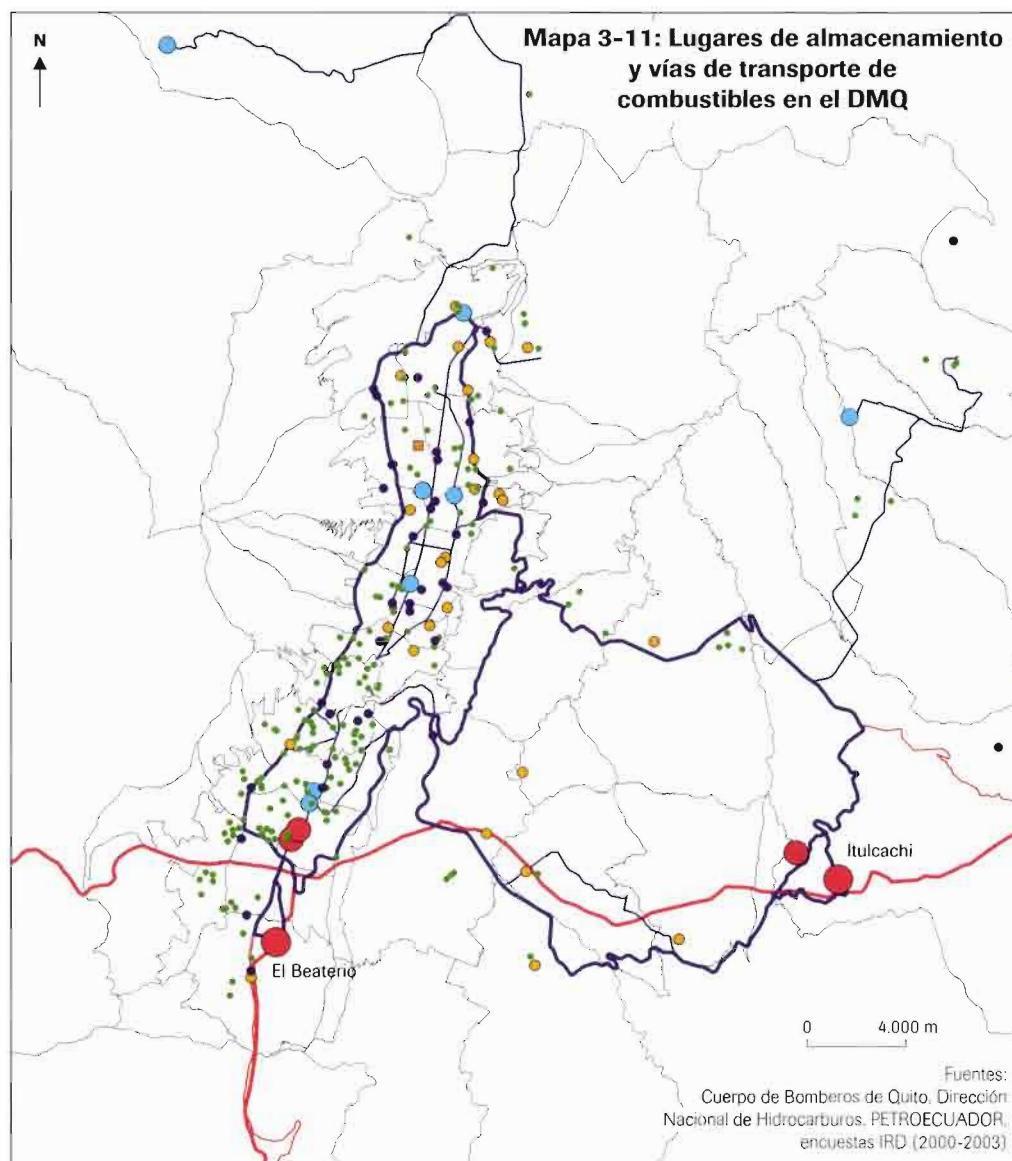 N
Mapa 3-11: Lugares de almacenamiento
y vías de transporte de
combustibles en el DMQ
Itulcachi
El Beaterio
0 4.000 m
Fuentes:
Cuerpo de Bomberos de Quito, Dirección
Nacional de Hidrocarburos, PETROECUADOR,
encuestas IRD (2000-2003)